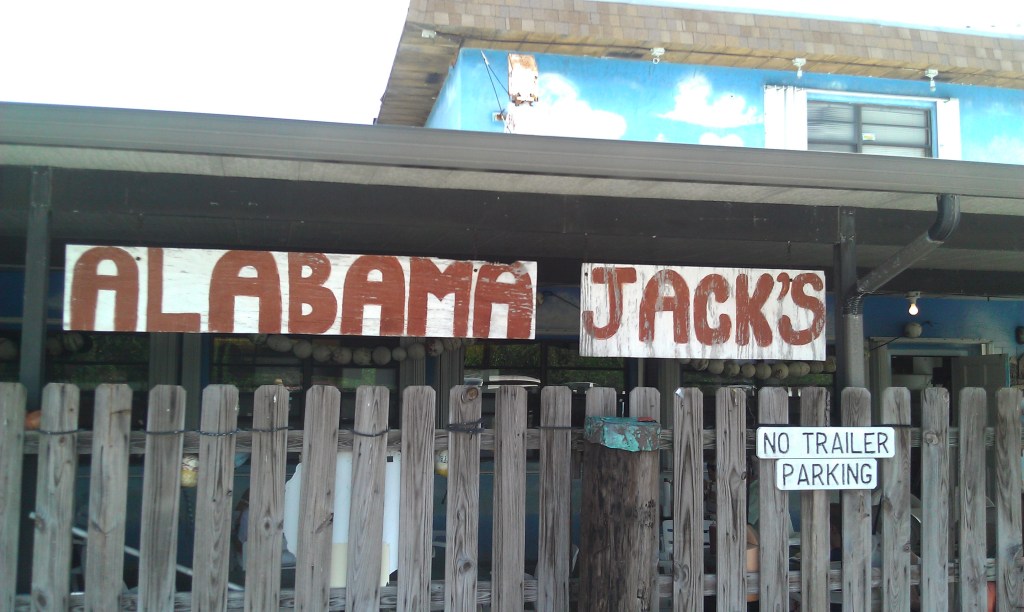 ALABAMA JACK'S
NO TRAILER
PARKING